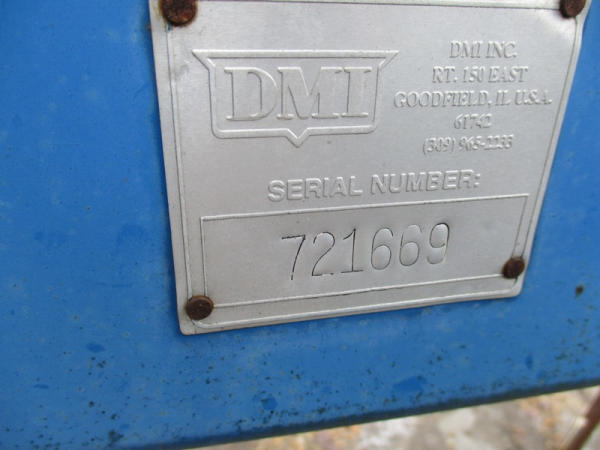 DMI
DMI INC.
RT. 150 EAST
GOODFIELD, IL U.S.A.
61742
(309) 965-2233
SERIAL NUMBER:
721669